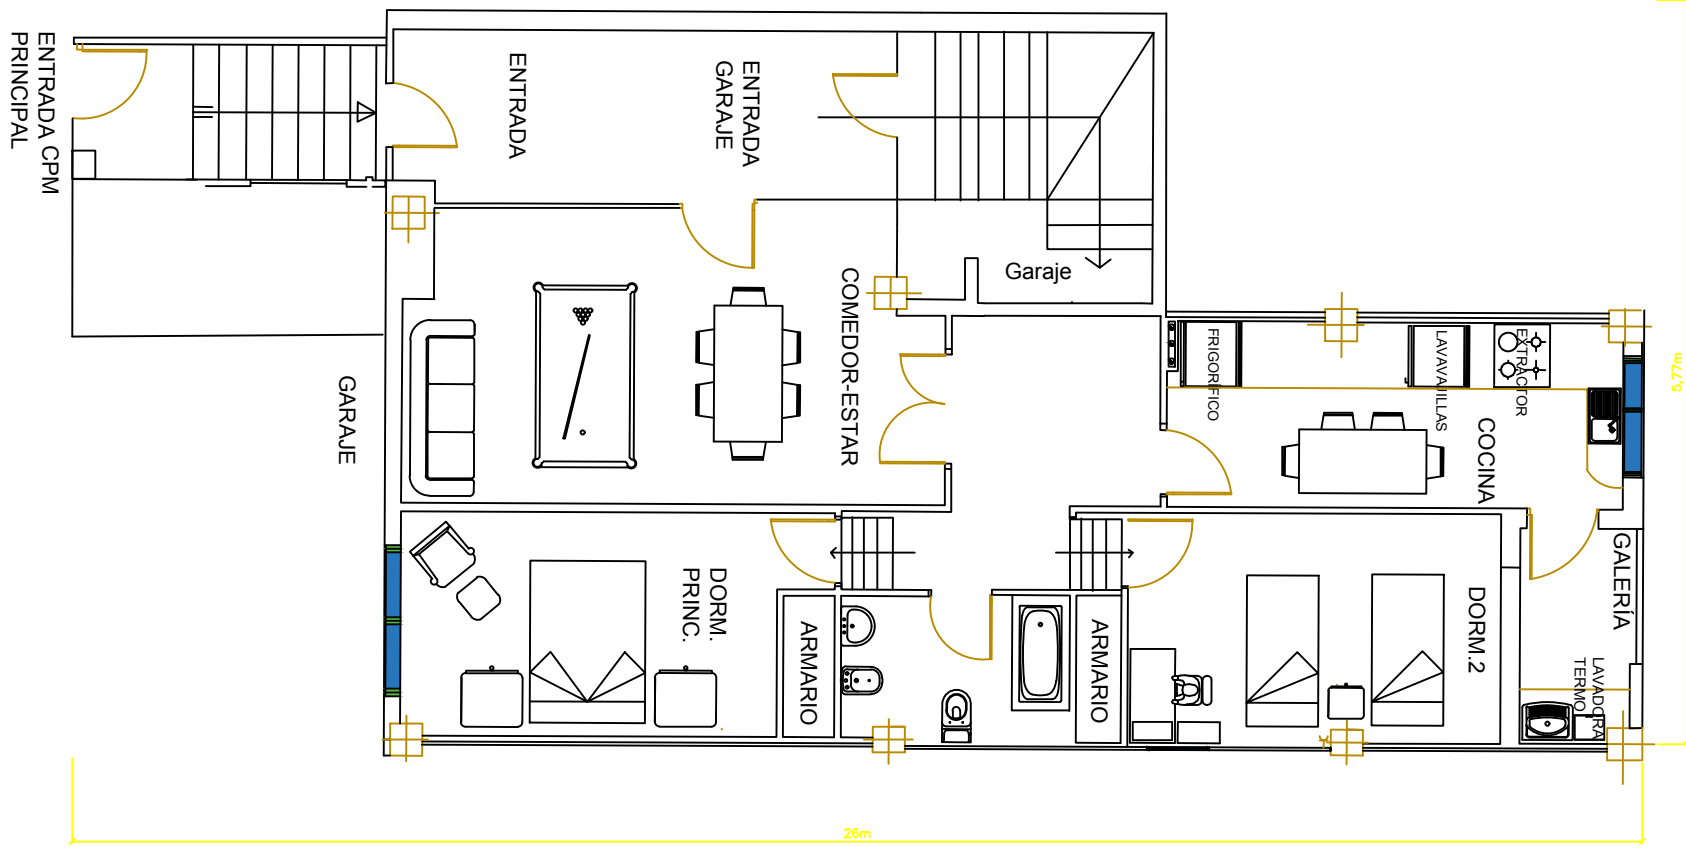 ENTRADA CPM
PRINCIPAL
ENTRADA
ENTRADA
GARAJE
Garaje
GARAJE
COMEDOR-ESTAR
FRIGORÍFICO
LAVAVAJILLAS
EXTRACTOR
COCINA
GALERÍA
LAVADORA
TERMO
DORM.
PRINC.
ARMARIO
ARMARIO
DORM.2
5,77m
26m